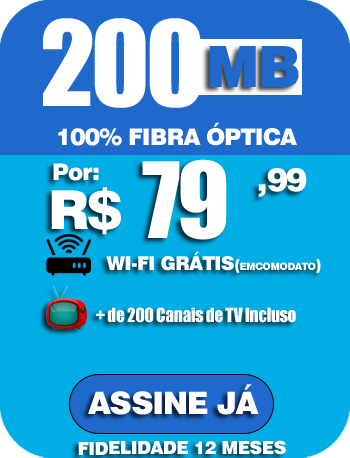 200 MB
100% FIBRA ÓPTICA
Por:
R$ 79 ,99
WI-FI GRÁTIS(EMCOMODATO)
+ de 200 Canais de TV Incluso
ASSINE JÁ
FIDELIDADE 12 MESES